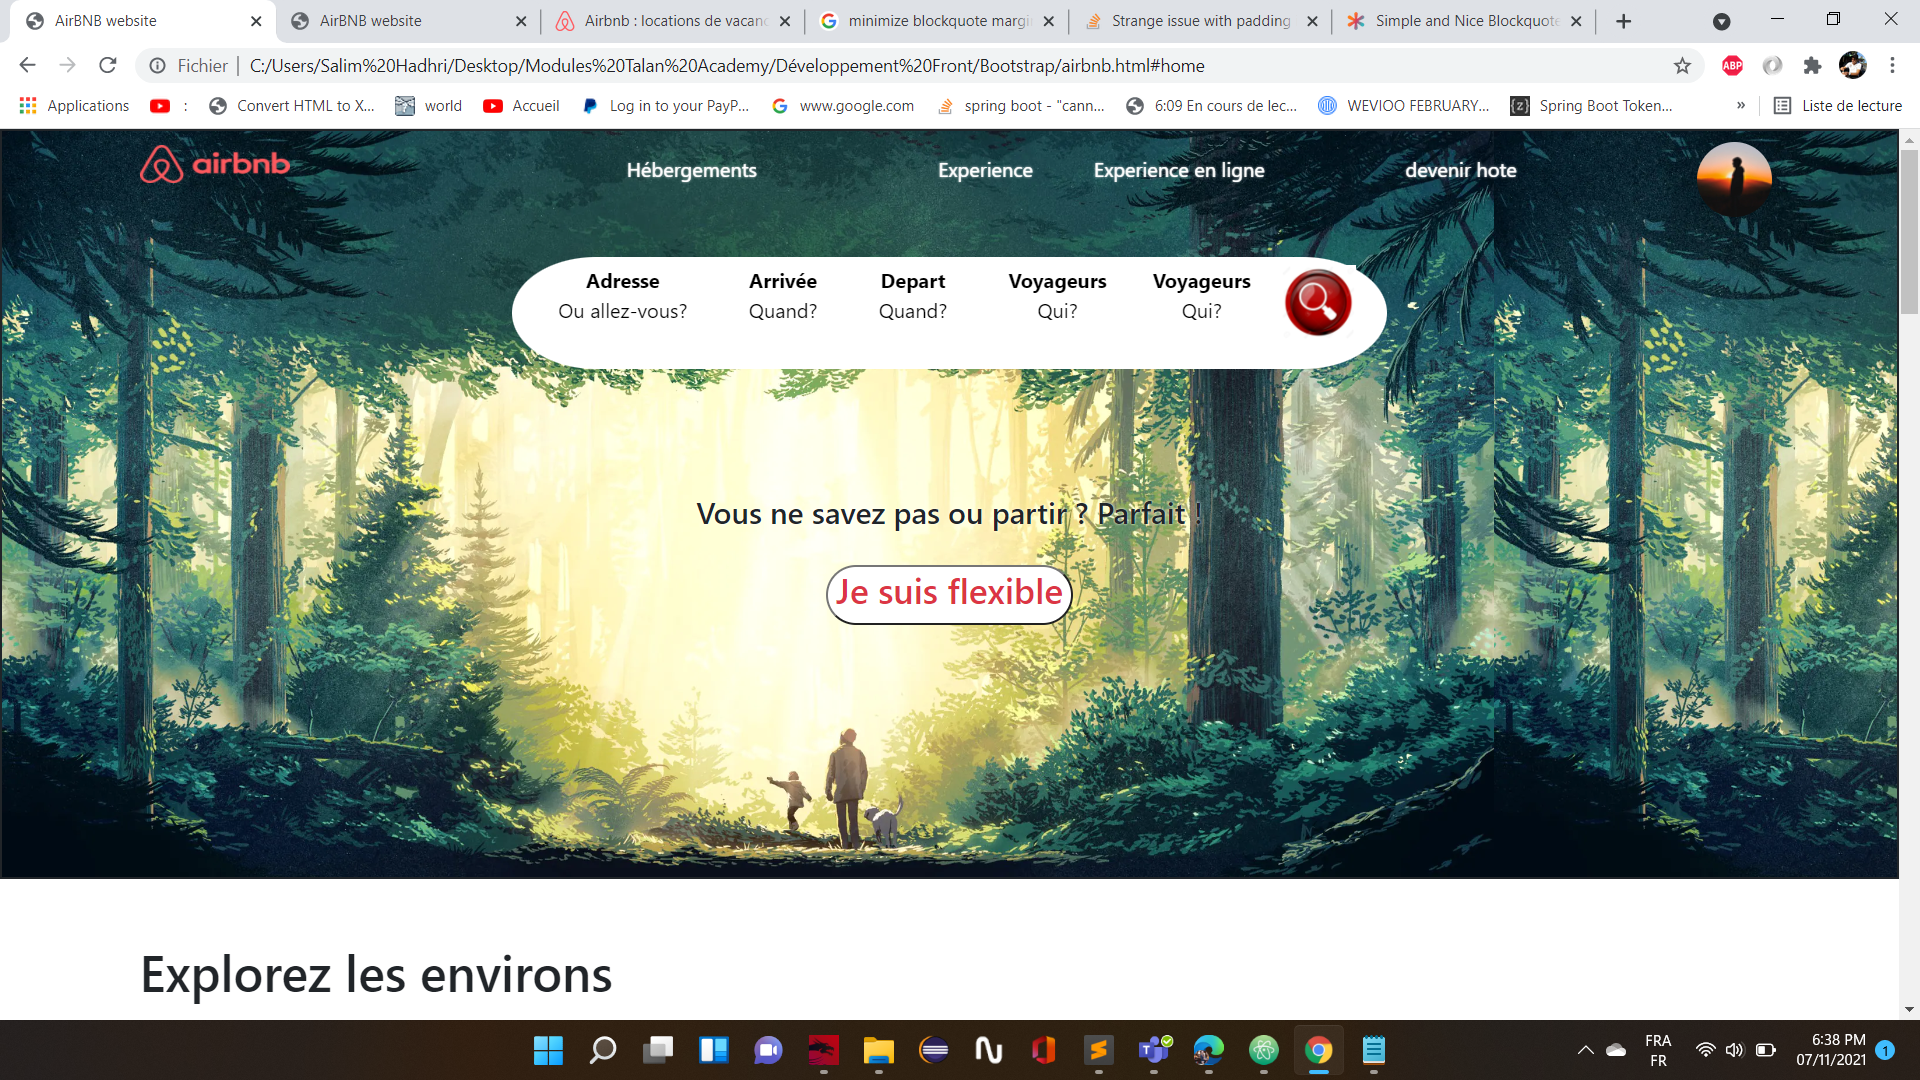 AirBNB website
AirBNB website
Airbnb : locations de vacanc
minimize blockquote margi
Strange issue with padding
Simple and Nice Blockquote
Fichier | C:/Users/Salim%20Hadhri/Desktop/Modules%20Talan%20Academy/Développement%20Front/Bootstrap/airbnb.html#home
ABP
Applications
:
Convert HTML to X...
world
Accueil
Log in to your PayP...
www.google.com
spring boot - "cann...
6:09 En cours de lec...
WEVIOO FEBRUARY...
{z}
Spring Boot Token...
»
Liste de lecture
airbnb
Hébergements
Experience
Experience en ligne
devenir hote
Adresse Arrivée Depart Voyageurs Voyageurs
Ou allez-vous? Quand? Quand? Qui? Qui?
Vous ne savez pas ou partir ? Parfait !
Je suis flexible
Explorez les environs
FRA
FR
6:38 PM
07/11/2021
1